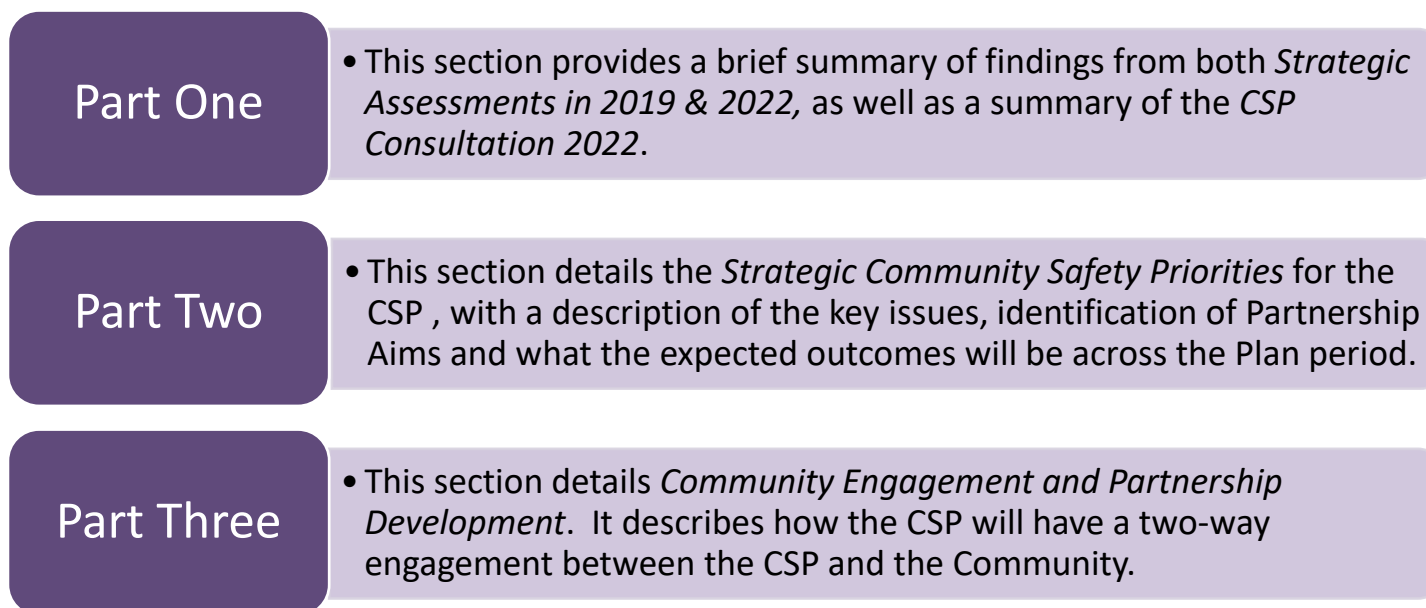 Part One
• This section provides a brief summary of findings from both Strategic
Assessments in 2019 & 2022, as well as a summary of the CSP
Consultation 2022.
Part Two
• This section details the Strategic Community Safety Priorities for the
CSP , with a description of the key issues, identification of Partnership
Aims and what the expected outcomes will be across the Plan period.
Part Three
• This section details Community Engagement and Partnership
Development.  It describes how the CSP will have a two-way
engagement between the CSP and the Community.